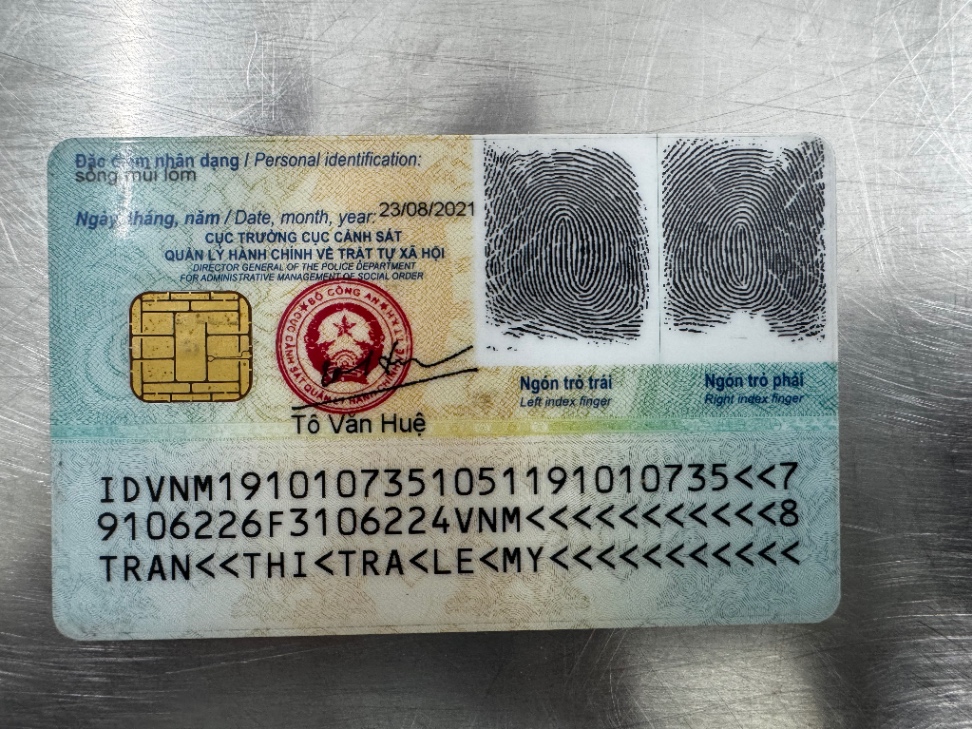 Đặc điểm nhân dạng / Personal identification:
sống mũi lõm
Ngày, tháng, năm / Date, month, year: 23/08/2021
CỤC TRƯỞNG CỤC CẢNH SÁT
QUẢN LÝ HÀNH CHÍNH VỀ TRẬT TỰ XÃ HỘI
DIRECTOR GENERAL OF THE POLICE DEPARTMENT
FOR ADMINISTRATIVE MANAGEMENT OF SOCIAL ORDER
BỘ CÔNG AN
CỤC CẢNH SÁT QUẢN LÝ HÀNH CHÍNH VỀ
Tô Văn Huệ
Ngón trỏ trái
Left index finger
Ngón trỏ phải
Right index finger
IDVNM1910107351051191010735<<7
9106226F3106224VNM<<<<<<<<<<<8
TRAN<<THI<TRA<LE<MY<<<<<<<<<<<